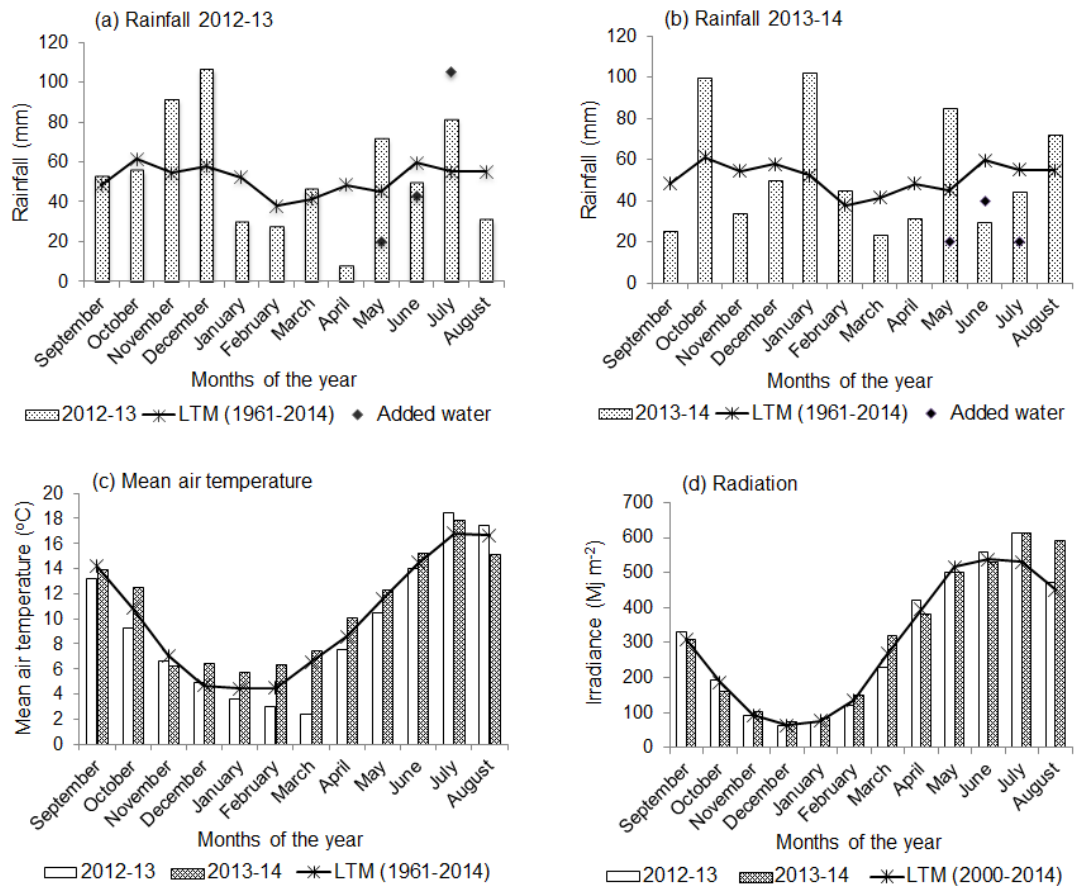 (a) Rainfall 2012-13
Rainfall (mm)
120
100
80
60
40
20
0
September
October
November
December
January
February
March
April
May
June
July
August
Months of the year
2012-13 LTM (1961-2014) Added water
(b) Rainfall 2013-14
Rainfall (mm)
120
100
80
60
40
20
0
September
October
November
December
January
February
March
April
May
June
July
August
Months of the year
2013-14 LTM (1961-2014) Added water
(c) Mean air temperature
Mean air temperature (ºC)
20
18
16
14
12
10
8
6
4
2
0
September
October
November
December
January
February
March
April
May
June
July
August
Months of the year
2012-13 2013-14 LTM (1961-2014)
(d) Radiation
Irradiance (Mj m⁻²)
700
600
500
400
300
200
100
0
September
October
November
December
January
February
March
April
May
June
July
August
Months of the year
2012-13 2013-14 LTM (2000-2014)